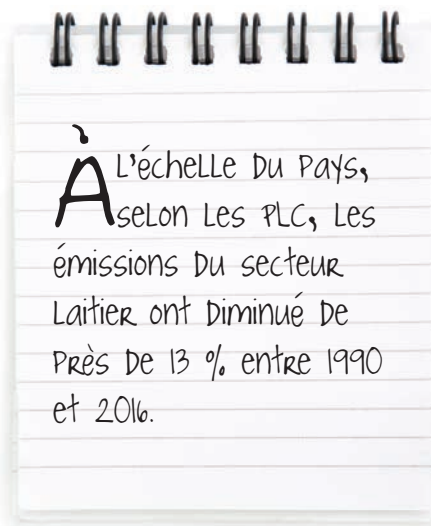 À L'échelle du pays,
selon les PLC, les
émissions du secteur
laitier ont diminué de
près de 13 % entre 1990
et 2016.